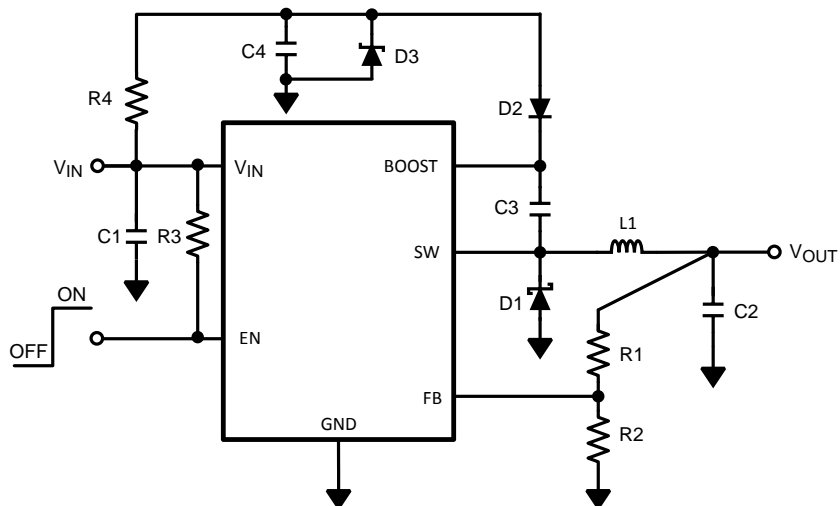 C4
D3
R4
D2
VIN
VIN
BOOST
C3
L1
C1
R3
SW
VOUT
ON
D1
C2
OFF
EN
R1
FB
GND
R2